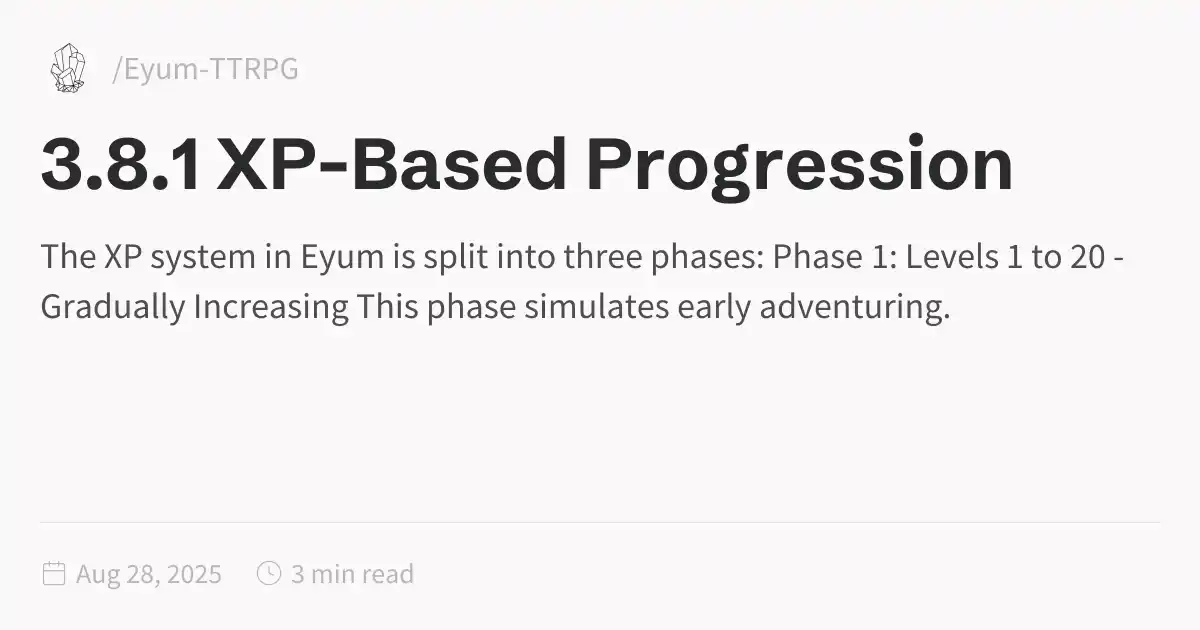 /Eyum-TTRPG
3.8.1 XP-Based Progression
The XP system in Eyum is split into three phases: Phase 1: Levels 1 to 20 -
Gradually Increasing This phase simulates early adventuring.
Aug 28, 2025 3 min read